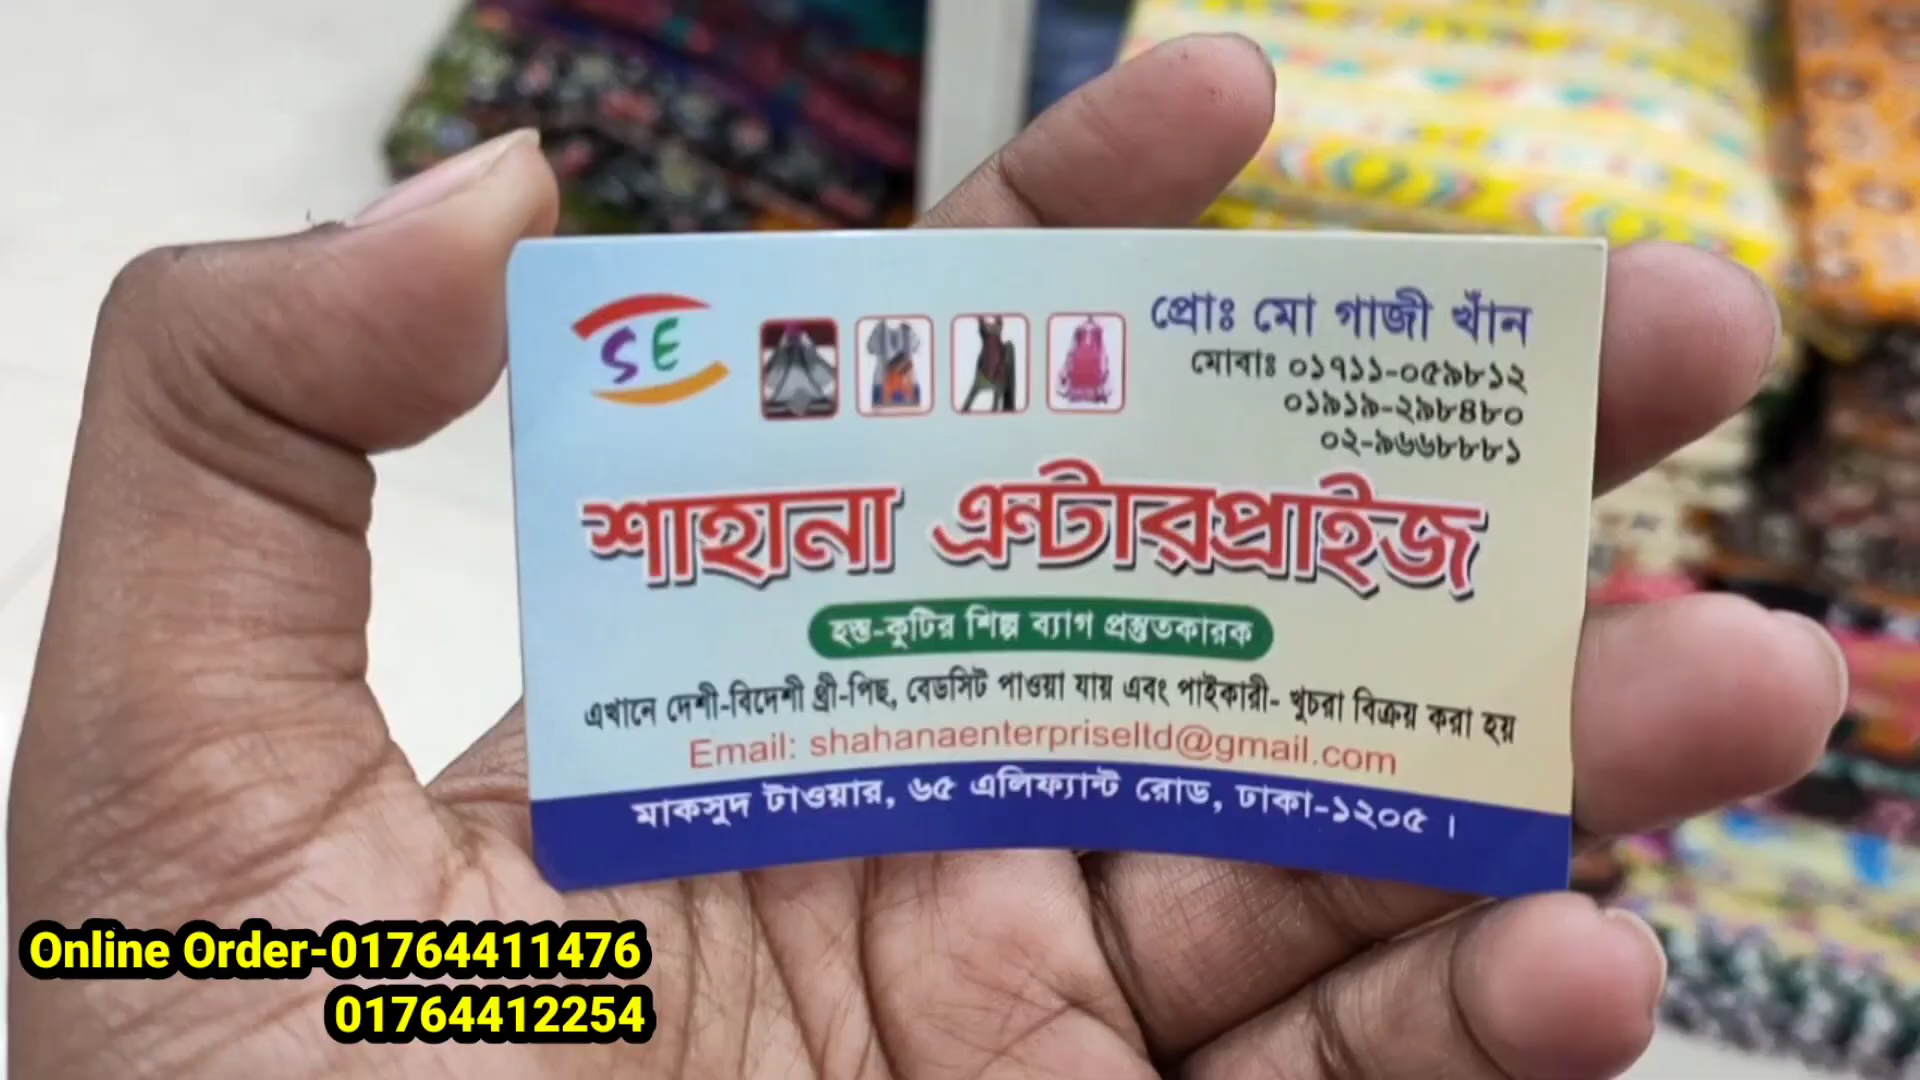 SE
প্রোঃ মো গাজী খাঁন
মোবাঃ ০১৭১১-০৫৯৮১২
০১৯১৯-২৯৮৪৮০
০২-৯৬৬৮৮৮১
শাহানা এন্টারপ্রাইজ
হস্ত-কুটির শিল্প ব্যাগ প্রস্তুতকারক
এখানে দেশী-বিদেশী থ্রী-পিছ, বেডসিট পাওয়া যায় এবং পাইকারী- খুচরা বিক্রয় করা হয়
Email: shahanaenterpriseltd@gmail.com
মাকসুদ টাওয়ার, ৬৫ এলিফ্যান্ট রোড, ঢাকা-১২০৫ ।
Online Order-01764411476
01764412254